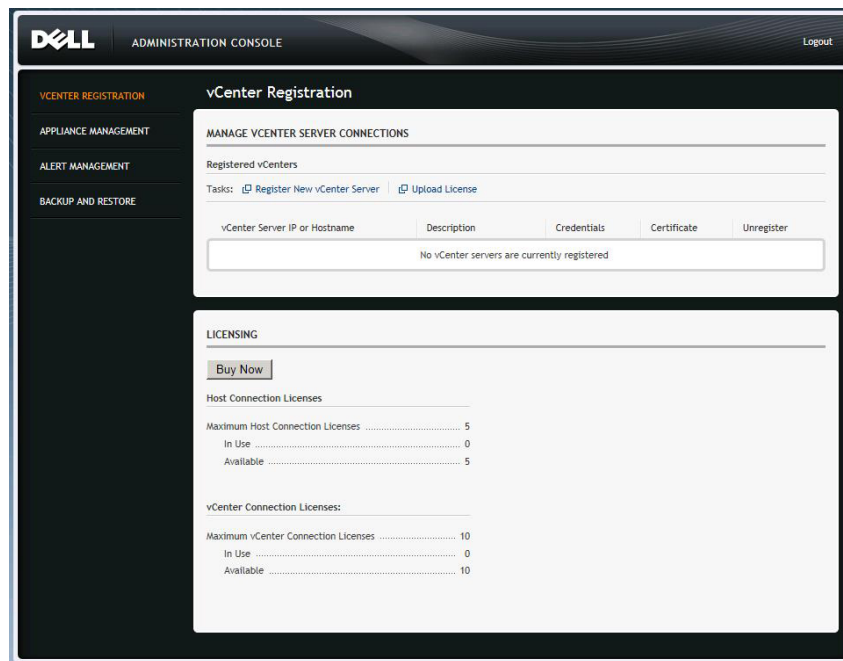 DELL ADMINISTRATION CONSOLE Logout
VCENTER REGISTRATION
APPLIANCE MANAGEMENT
ALERT MANAGEMENT
BACKUP AND RESTORE
vCenter Registration
MANAGE VCENTER SERVER CONNECTIONS
Registered vCenters
Tasks: Register New vCenter Server Upload License
vCenter Server IP or Hostname Description Credentials Certificate Unregister
No vCenter servers are currently registered
LICENSING
Buy Now
Host Connection Licenses
Maximum Host Connection Licenses .................................. 5
In Use .......................................................................... 0
Available ...................................................................... 5
vCenter Connection Licenses:
Maximum vCenter Connection Licenses ........................... 10
In Use .......................................................................... 0
Available ...................................................................... 10